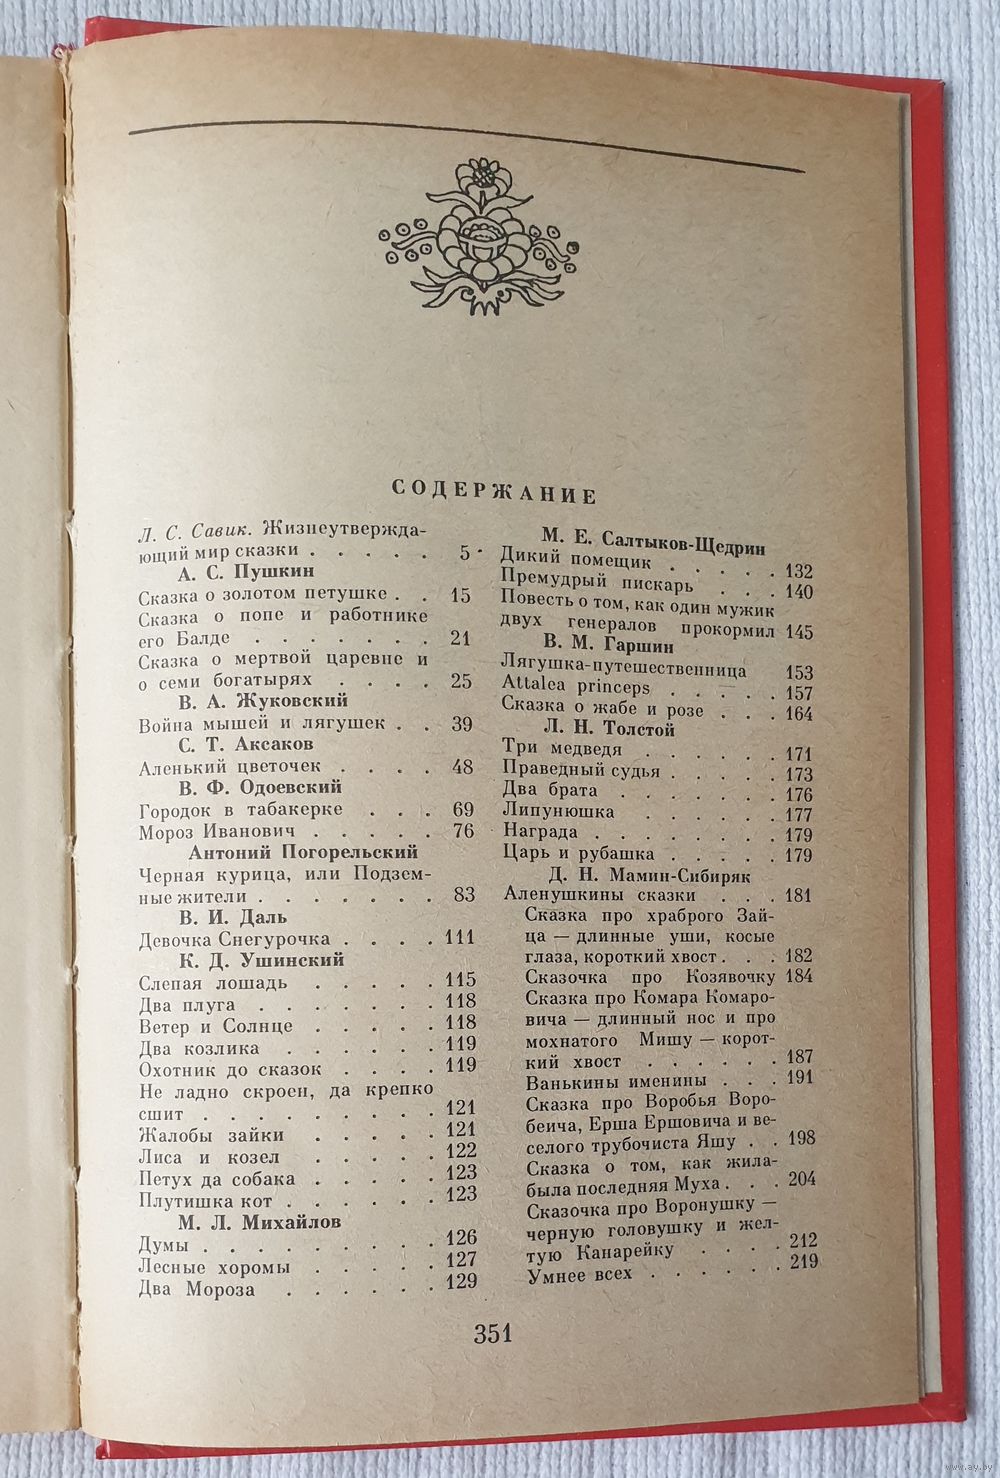 СОДЕРЖАНИЕ
Л. С. Савик. Жизнеутвержда-
ющий мир сказки . . . . . 5
А. С. Пушкин
Сказка о золотом петушке . . 15
Сказка о попе и работнике
его Балде . . . . . . . 21
Сказка о мертвой царевне и
о семи богатырях . . . . 25
В. А. Жуковский
Война мышей и лягушек . . 39
С. Т. Аксаков
Аленький цветочек . . . . 48
В. Ф. Одоевский
Городок в табакерке . . . 69
Мороз Иванович . . . . . 76
Антоний Погорельский
Черная курица, или Подзем-
ные жители . . . . . . . 83
В. И. Даль
Девочка Снегурочка . . . . 111
К. Д. Ушинский
Слепая лошадь . . . . . 115
Два плуга . . . . . . . 118
Ветер и Солнце . . . . . 118
Два козлика . . . . . . 119
Охотник до сказок . . . . 119
Не ладно скроен, да крепко
сшит . . . . . . . . . 121
Жалобы зайки . . . . . 121
Лиса и козел . . . . . 122
Петух да собака . . . . . 123
Плутишка кот . . . . . . 123
М. Л. Михайлов
Думы . . . . . . . . . 126
Лесные хоромы . . . . . 127
Два Мороза . . . . . . 129
М. Е. Салтыков-Щедрин
Дикий помещик . . . . . 132
Премудрый пискарь . . . 140
Повесть о том, как один мужик
двух генералов прокормил 145
В. М. Гаршин
Лягушка-путешественница 153
Attalea princeps . . . . . 157
Сказка о жабе и розе . . . 164
Л. Н. Толстой
Три медведя . . . . . . 171
Праведный судья . . . . . 173
Два брата . . . . . . . 176
Липунюшка . . . . . . 177
Награда . . . . . . . . 179
Царь и рубашка . . . . . 179
Д. Н. Мамин-Сибиряк
Аленушкины сказки . . . 181
Сказка про храброго Зай-
ца — длинные уши, косые
глаза, короткий хвост . . . 182
Сказочка про Козявочку 184
Сказка про Комара Комаро-
вича — длинный нос и про
мохнатого Мишу — корот-
кий хвост . . . . . . 187
Ванькины именины . . . 191
Сказка про Воробья Воро-
беича, Ерша Ершовича и ве-
селого трубочиста Яшу . . 198
Сказка о том, как жила-
была последняя Муха . . . 204
Сказочка про Воронушку —
черную головушку и жел-
тую Канарейку . . . . 212
Умнее всех . . . . . . 219
351
www.ay.by